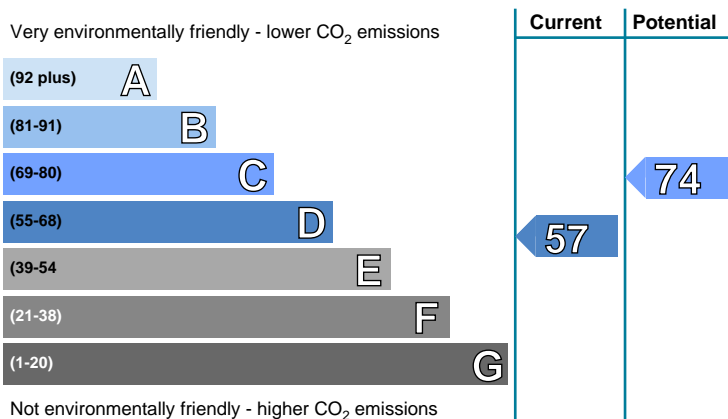 Very environmentally friendly - lower CO2 emissions
Current
Potential
(92 plus) A
(81-91) B
(69-80) C
(55-68) D
(39-54 E
(21-38) F
(1-20) G
57
74
Not environmentally friendly - higher CO2 emissions